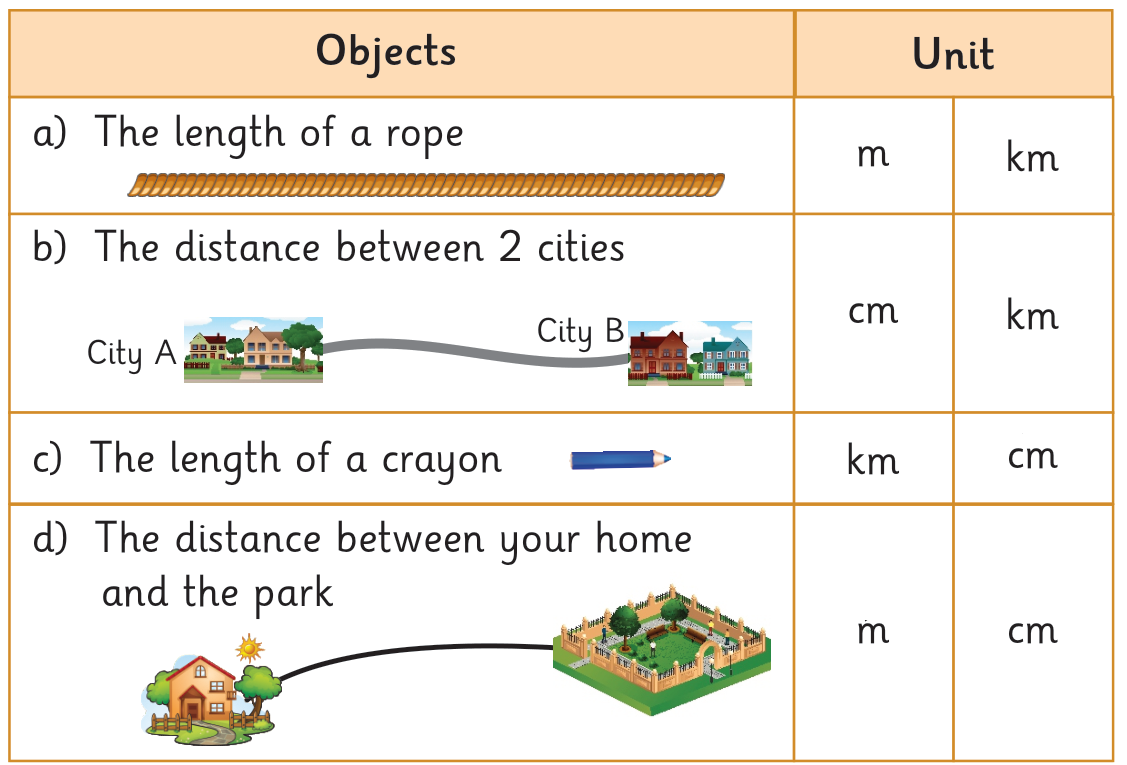 Objects
Unit
a) The length of a rope
m
km
b) The distance between 2 cities
City A
City B
cm
km
c) The length of a crayon
km
cm
d) The distance between your home
and the park
m
cm